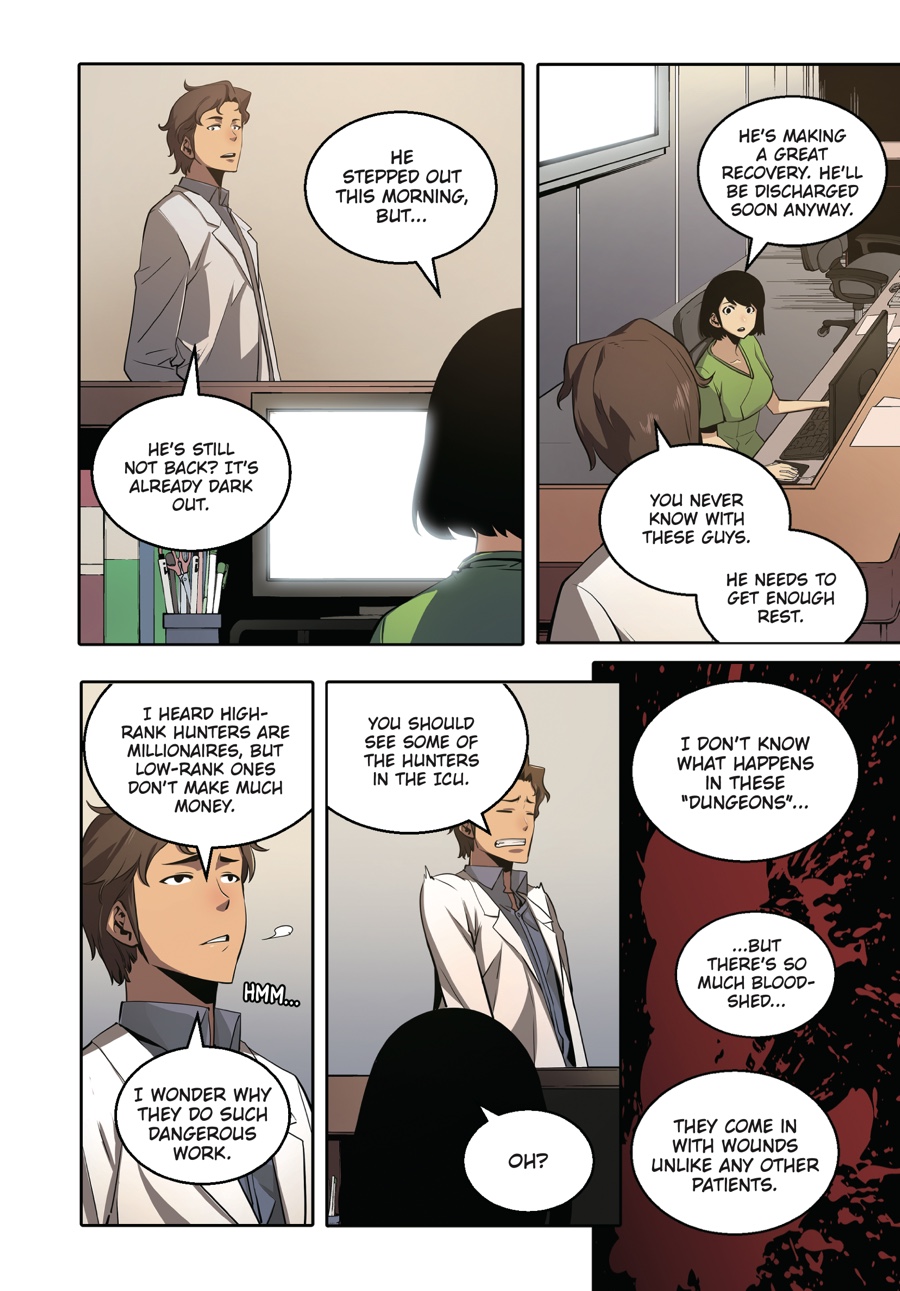 HE
STEPPED OUT
THIS MORNING,
BUT...
HE'S STILL
NOT BACK? IT'S
ALREADY DARK
OUT.
HE'S MAKING
A GREAT
RECOVERY. HE'LL
BE DISCHARGED
SOON ANYWAY.
YOU NEVER
KNOW WITH
THESE GUYS.
HE NEEDS TO
GET ENOUGH
REST.
I HEARD HIGH-
RANK HUNTERS ARE
MILLIONAIRES, BUT
LOW-RANK ONES
DON'T MAKE MUCH
MONEY.
HMM...
I WONDER WHY
THEY DO SUCH
DANGEROUS
WORK.
YOU SHOULD
SEE SOME OF
THE HUNTERS
IN THE ICU.
OH?
I DON'T KNOW
WHAT HAPPENS
IN THESE
"DUNGEONS"...
...BUT
THERE'S SO
MUCH BLOOD-
SHED...
THEY COME IN
WITH WOUNDS
UNLIKE ANY OTHER
PATIENTS.